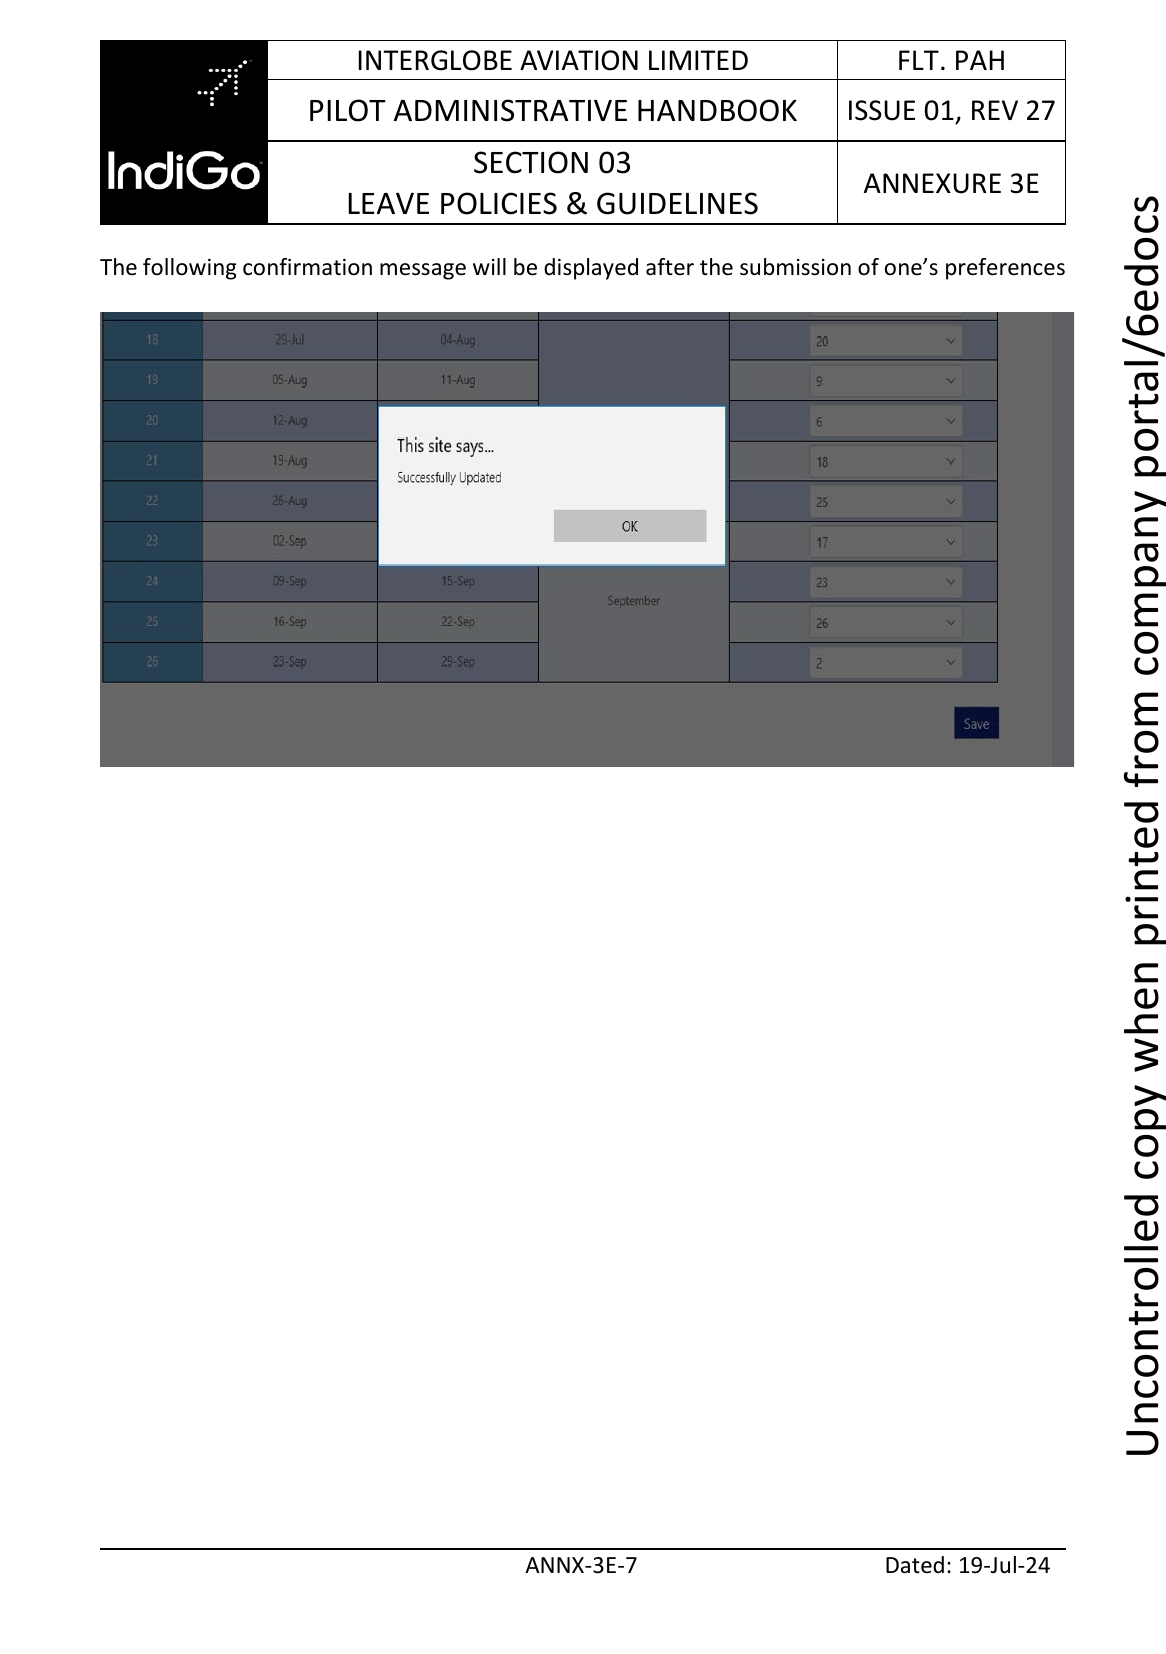 IndiGo
INTERGLOBE AVIATION LIMITED
FLT. PAH
PILOT ADMINISTRATIVE HANDBOOK
ISSUE 01, REV 27
SECTION 03
LEAVE POLICIES & GUIDELINES
ANNEXURE 3E
The following confirmation message will be displayed after the submission of one’s preferences
18 29-Jul 04-Aug 20
19 05-Aug 11-Aug 9
20 12-Aug 6
21 19-Aug 18
22 26-Aug 25
23 02-Sep 17
24 09-Sep 15-Sep 23
September
25 16-Sep 22-Sep 26
26 23-Sep 29-Sep 2
This site says...
Successfully Updated
OK
Save
Uncontrolled copy when printed from company portal/6edocs
ANNX-3E-7 Dated: 19-Jul-24